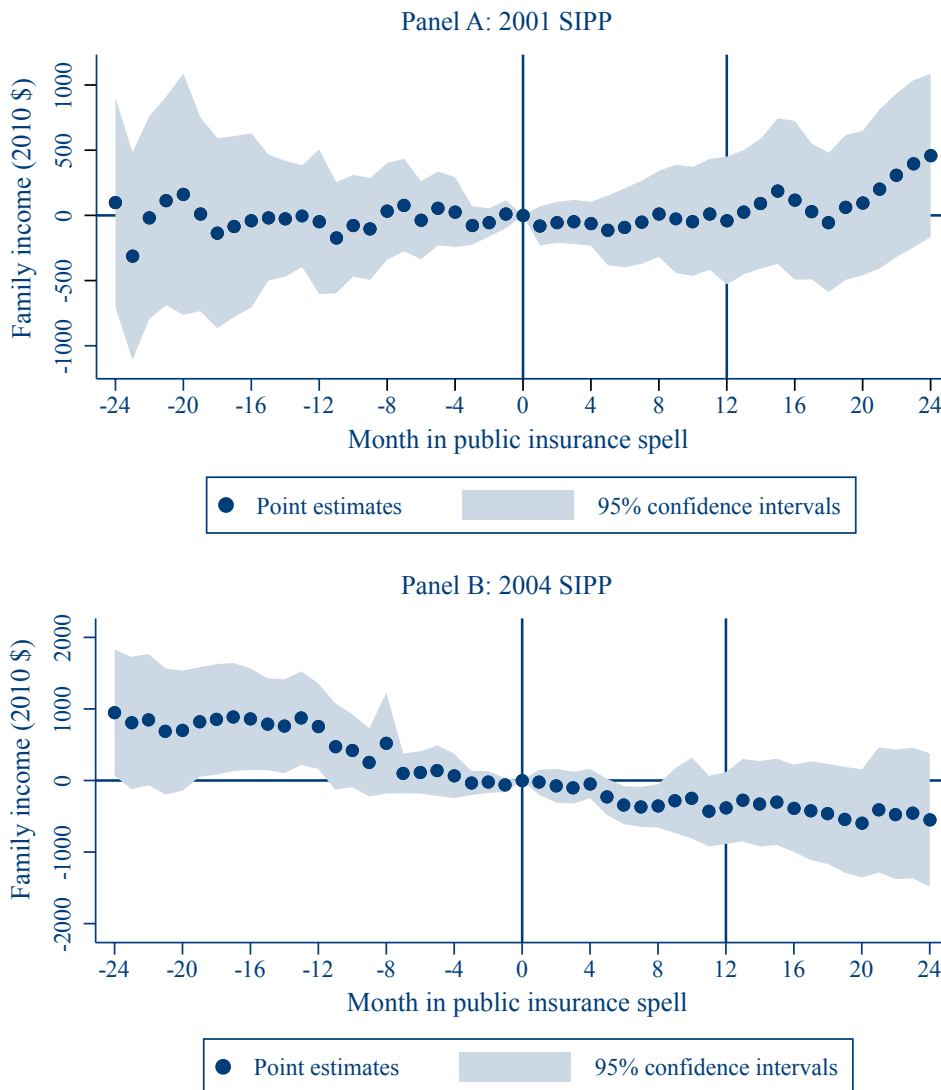 Panel A: 2001 SIPP
Family income (2010 $)
1000
500
0
-500
-1000
-24 -20 -16 -12 -8 -4 0 4 8 12 16 20 24
Month in public insurance spell
Point estimates 95% confidence intervals
Panel B: 2004 SIPP
Family income (2010 $)
2000
1000
0
-1000
-2000
-24 -20 -16 -12 -8 -4 0 4 8 12 16 20 24
Month in public insurance spell
Point estimates 95% confidence intervals